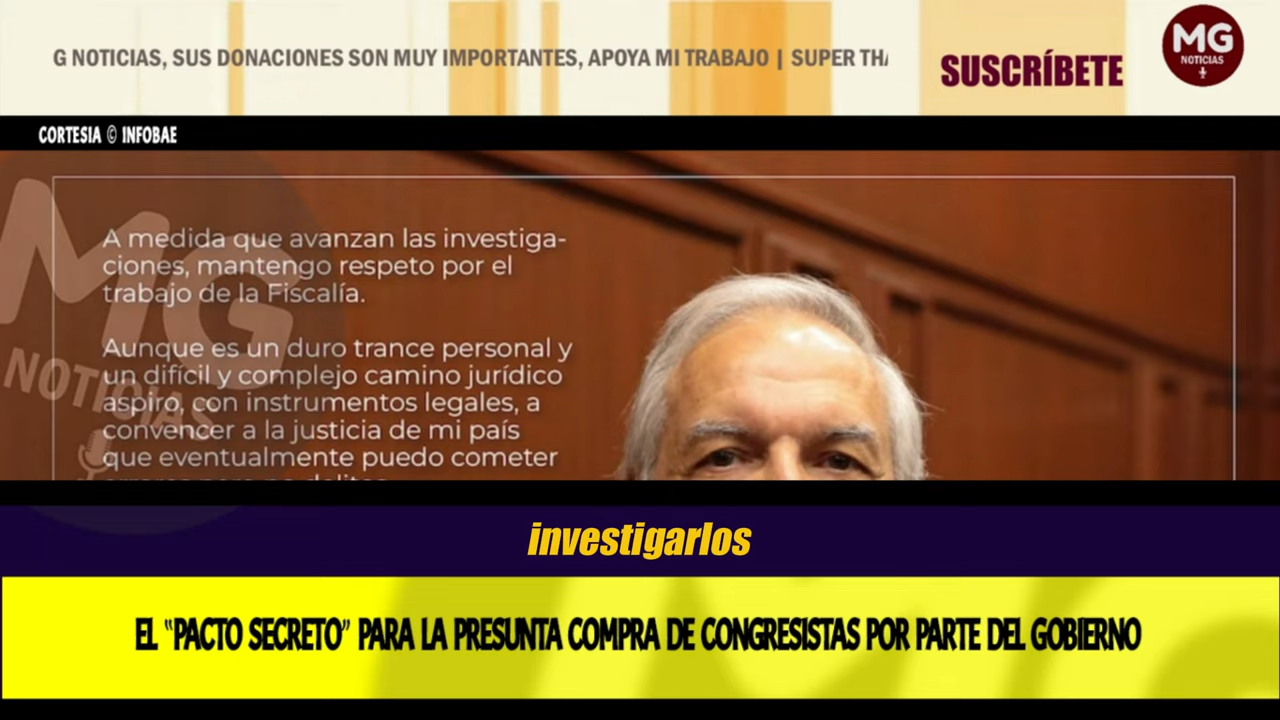 G NOTICIAS, SUS DONACIONES SON MUY IMPORTANTES, APOYA MI TRABAJO | SUPER THA
SUSCRÍBETE
MG
NOTICIAS
CORTESIA © INFOBAE
MG
NOTICIAS
A medida que avanzan las investiga-
ciones, mantengo respeto por el
trabajo de la Fiscalía.
Aunque es un duro trance personal y
un difícil y complejo camino jurídico
aspiro, con instrumentos legales, a
convencer a la justicia de mi país
que eventualmente puedo cometer
investigarlos
EL “PACTO SECRETO” PARA LA PRESUNTA COMPRA DE CONGRESISTAS POR PARTE DEL GOBIERNO